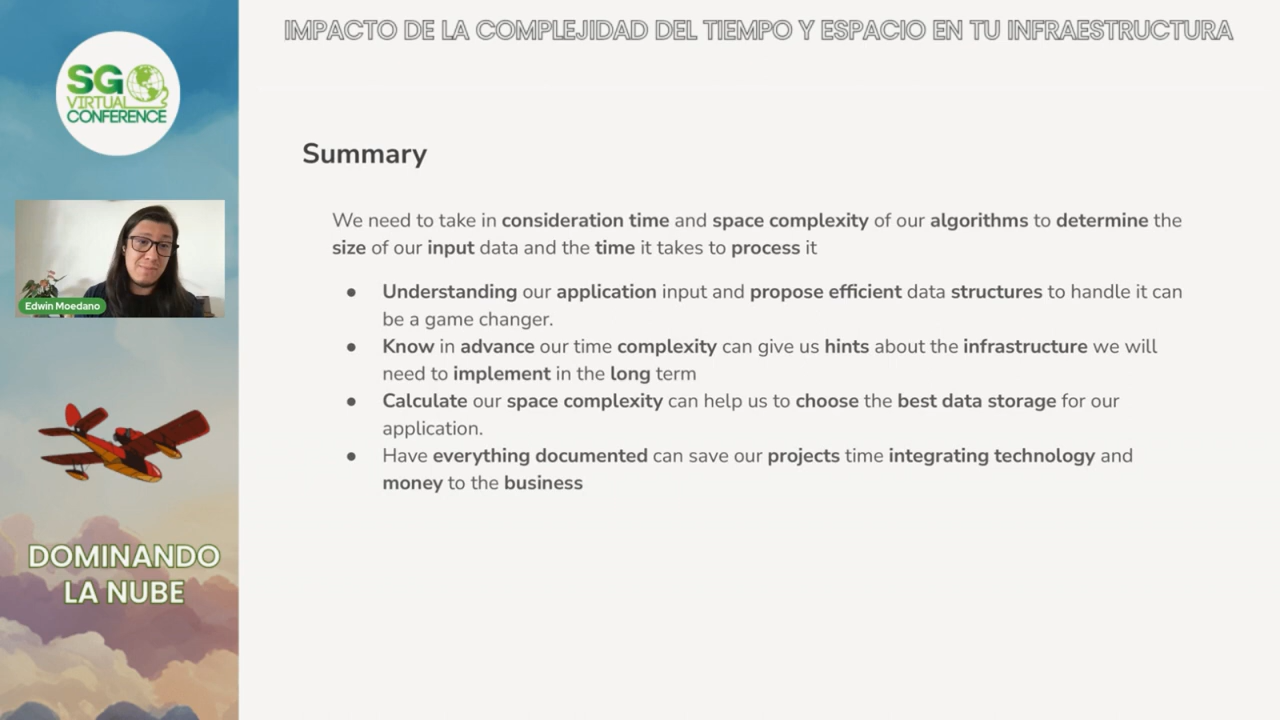 IMPACTO DE LA COMPLEJIDAD DEL TIEMPO Y ESPACIO EN TU INFRAESTRUCTURA
SG
VIRTUAL
CONFERENCE
Edwin Moedano
DOMINANDO
LA NUBE
Summary
We need to take in consideration time and space complexity of our algorithms to determine the
size of our input data and the time it takes to process it
● Understanding our application input and propose efficient data structures to handle it can
be a game changer.
● Know in advance our time complexity can give us hints about the infrastructure we will
need to implement in the long term
● Calculate our space complexity can help us to choose the best data storage for our
application.
● Have everything documented can save our projects time integrating technology and
money to the business